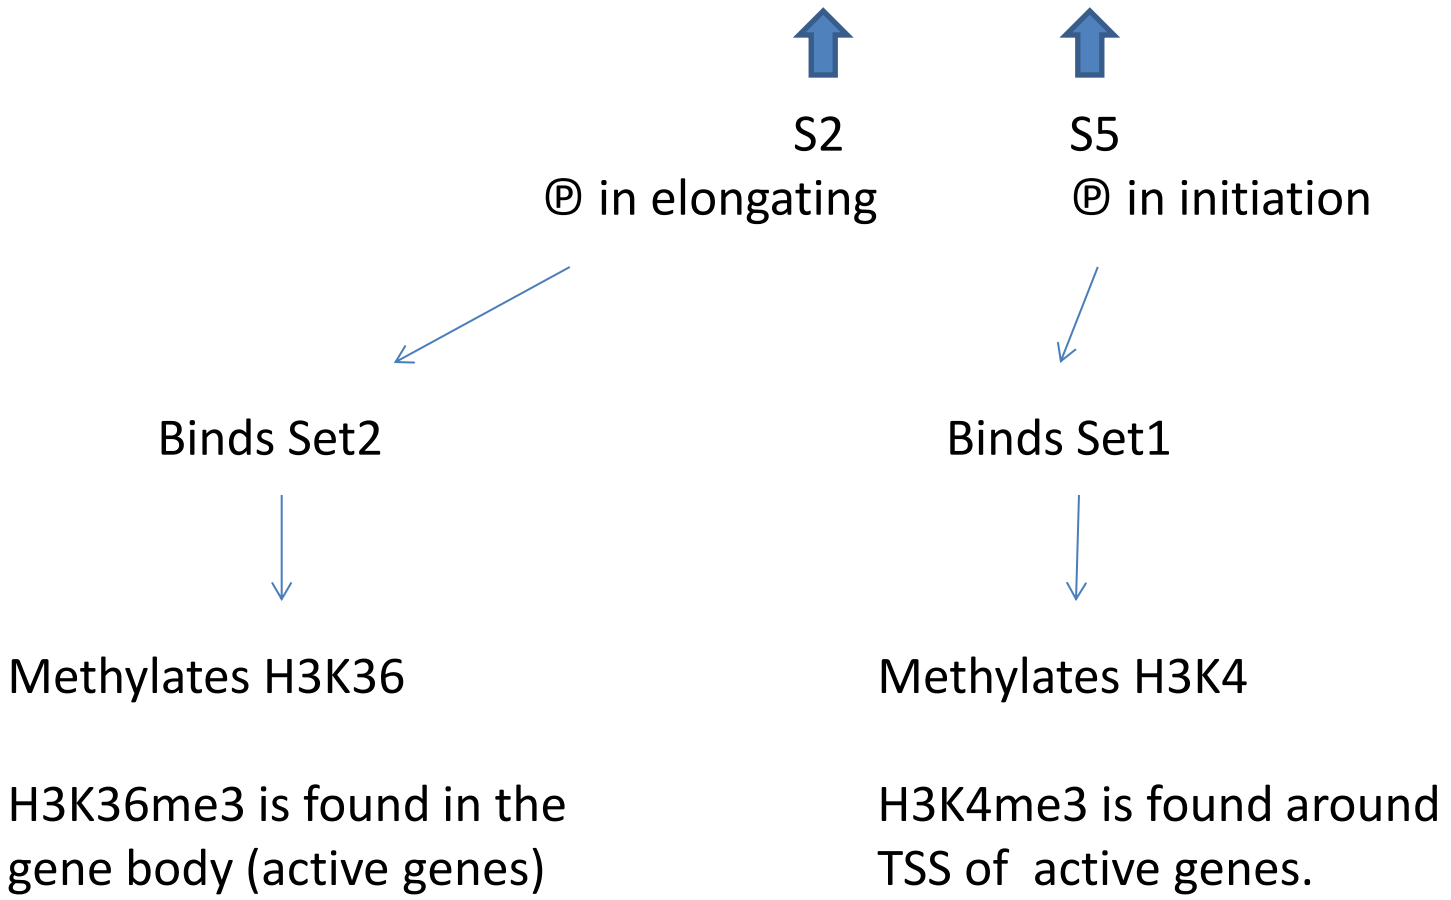 S2
S5
℗ in elongating
℗ in initiation
Binds Set2
Binds Set1
Methylates H3K36
Methylates H3K4
H3K36me3 is found in the
gene body (active genes)
H3K4me3 is found around
TSS of active genes.